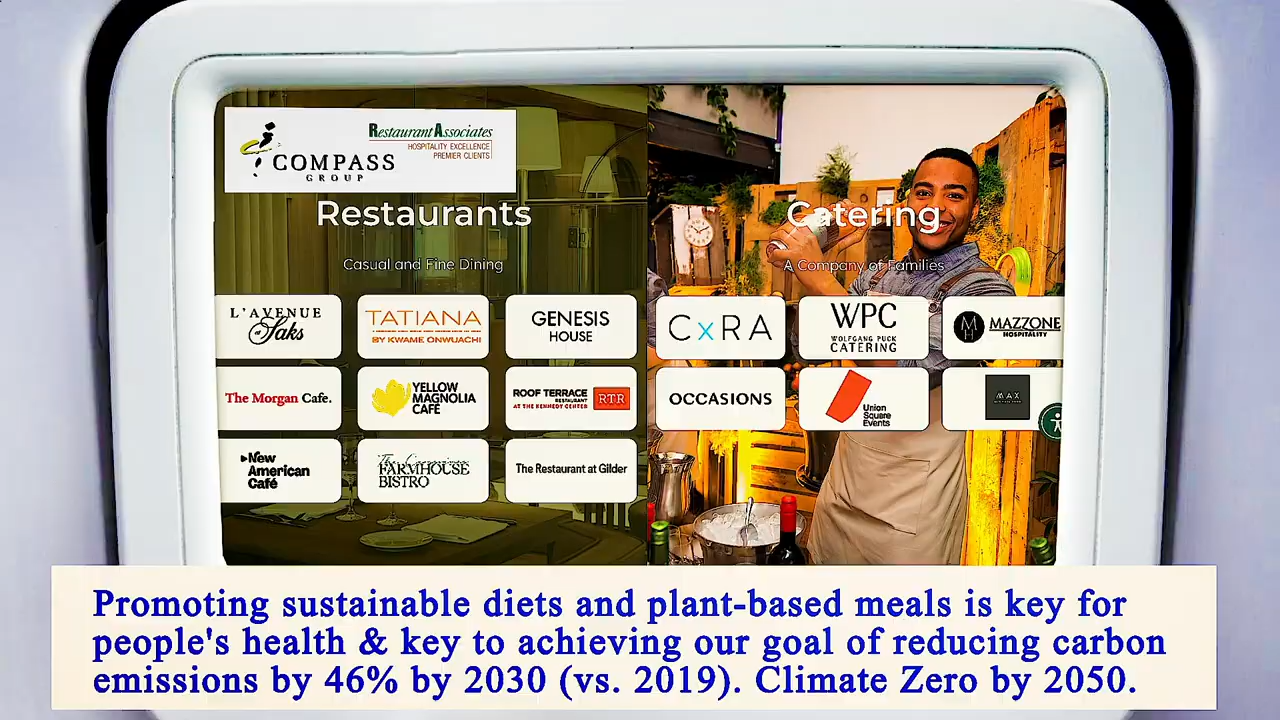 COMPASS
GROUP
Restaurant Associates
HOSPITALITY EXCELLENCE
PREMIER CLIENTS
Restaurants
Casual and Fine Dining
L'AVENUE
at Saks
TATIANA
BY KWAME ONWUACHI
GENESIS
HOUSE
The Morgan Cafe.
YELLOW
MAGNOLIA
CAFÉ
ROOF TERRACE
RESTAURANT
AT THE KENNEDY CENTER
RTR
New
American
Café
FARMHOUSE
BISTRO
The Restaurant at Gilder
Catering
A Company of Families
CxRA
WPC
WOLFGANG PUCK
CATERING
MH
MAZZONE
HOSPITALITY
OCCASIONS
Union
Square
Events
MAX
Promoting sustainable diets and plant-based meals is key for
people's health & key to achieving our goal of reducing carbon
emissions by 46% by 2030 (vs. 2019). Climate Zero by 2050.